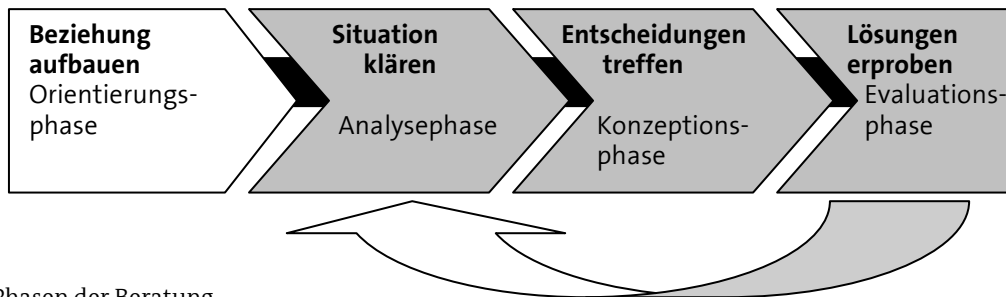 Beziehung
aufbauen
Orientierungs-
phase
Situation
klären
Analysephase
Entscheidungen
treffen
Konzeptions-
phase
Lösungen
erproben
Evaluations-
phase
Phasen der Beratung